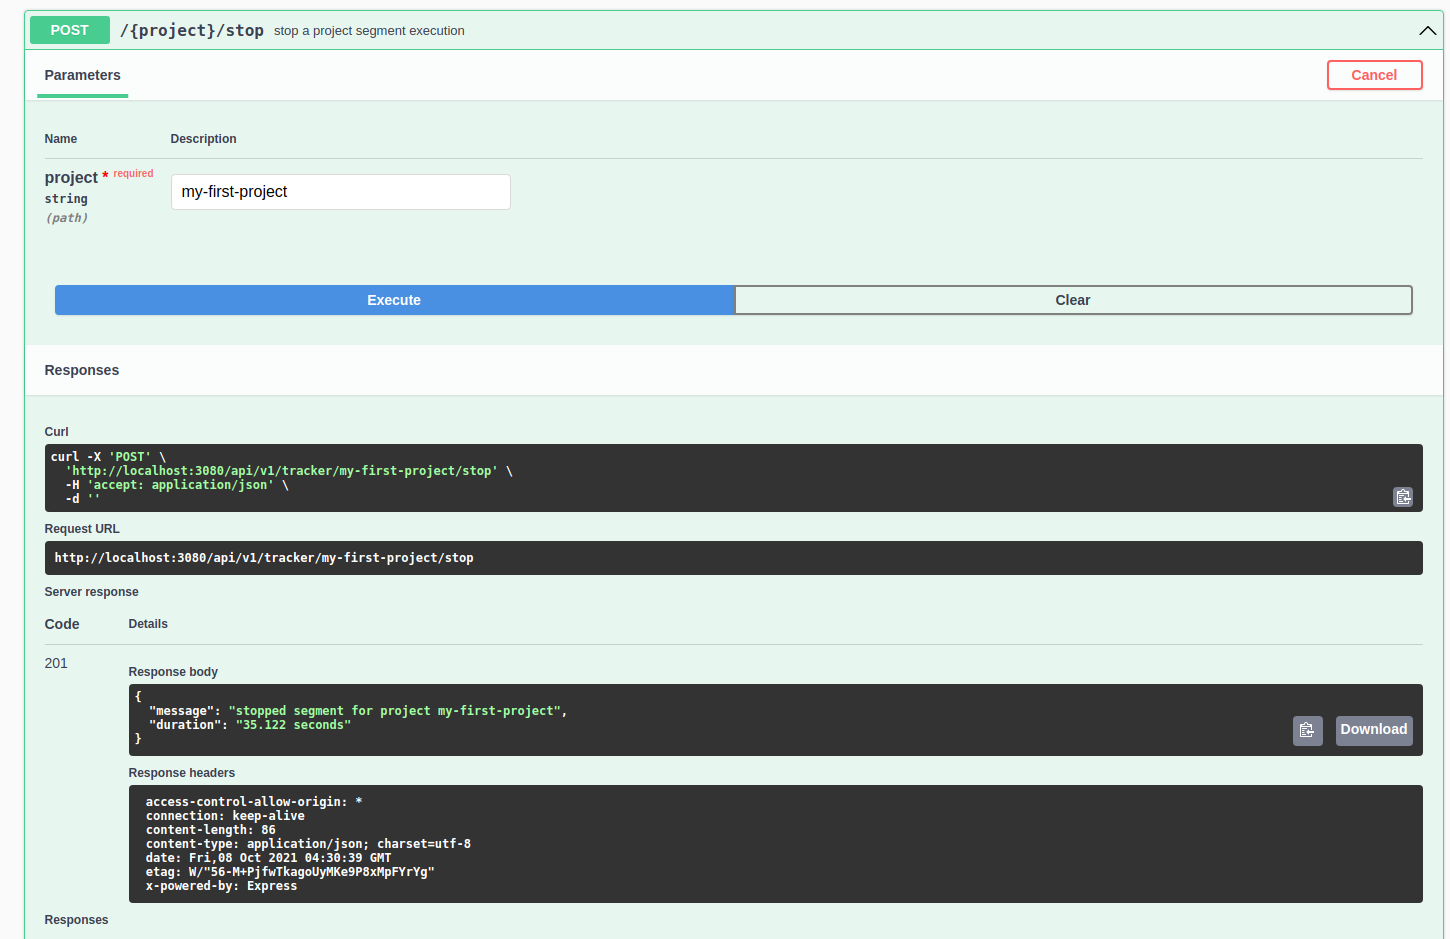 POST /{project}/stop stop a project segment execution
Parameters
Cancel
Name Description
project * required
string
(path)
my-first-project
Execute Clear
Responses
Curl
curl -X 'POST' \
'http://localhost:3080/api/v1/tracker/my-first-project/stop' \
-H 'accept: application/json' \
-d ''
Request URL
http://localhost:3080/api/v1/tracker/my-first-project/stop
Server response
Code Details
201
Response body
{
"message": "stopped segment for project my-first-project",
"duration": "35.122 seconds"
}
Download
Response headers
access-control-allow-origin: *
connection: keep-alive
content-length: 86
content-type: application/json; charset=utf-8
date: Fri,08 Oct 2021 04:30:39 GMT
etag: W/"56-M+PjfwTkagoUyMKe9P8xMpFYrYg"
x-powered-by: Express
Responses